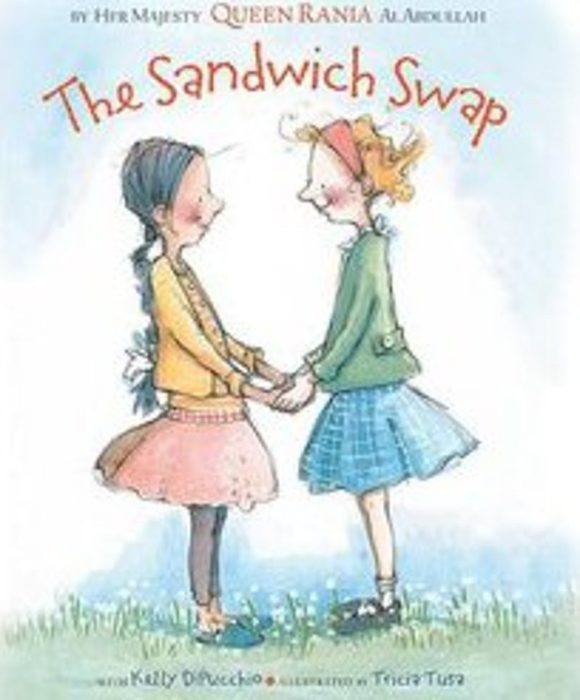 BY HER MAJESTY QUEEN RANIA AL ABDULLAH
The Sandwich Swap
WITH Kelly DiPucchio • ILLUSTRATED BY Tricia Tusa